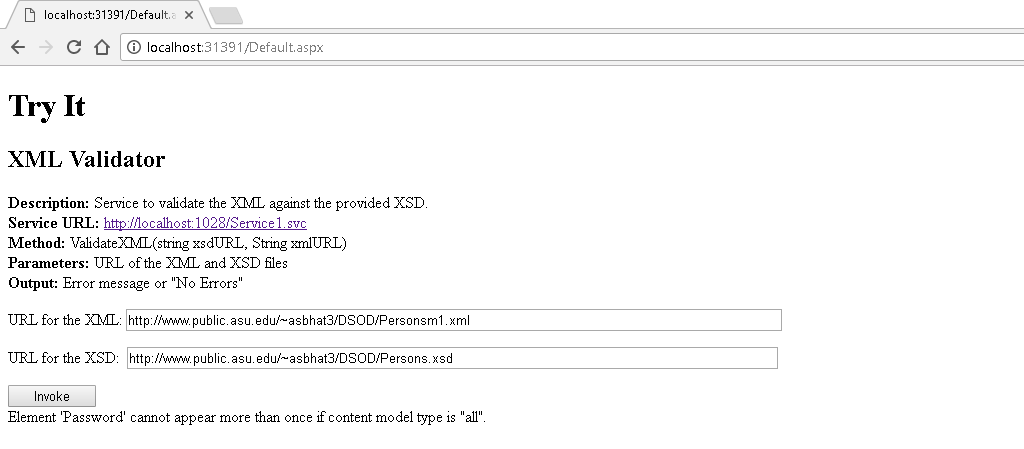 localhost:31391/Default.a
localhost:31391/Default.aspx
Try It
XML Validator
Description: Service to validate the XML against the provided XSD.
Service URL: http://localhost:1028/Service1.svc
Method: ValidateXML(string xsdURL, String xmlURL)
Parameters: URL of the XML and XSD files
Output: Error message or "No Errors"
URL for the XML: http://www.public.asu.edu/~asbhat3/DSOD/Personsm1.xml
URL for the XSD: http://www.public.asu.edu/~asbhat3/DSOD/Persons.xsd
Invoke
Element 'Password' cannot appear more than once if content model type is "all".